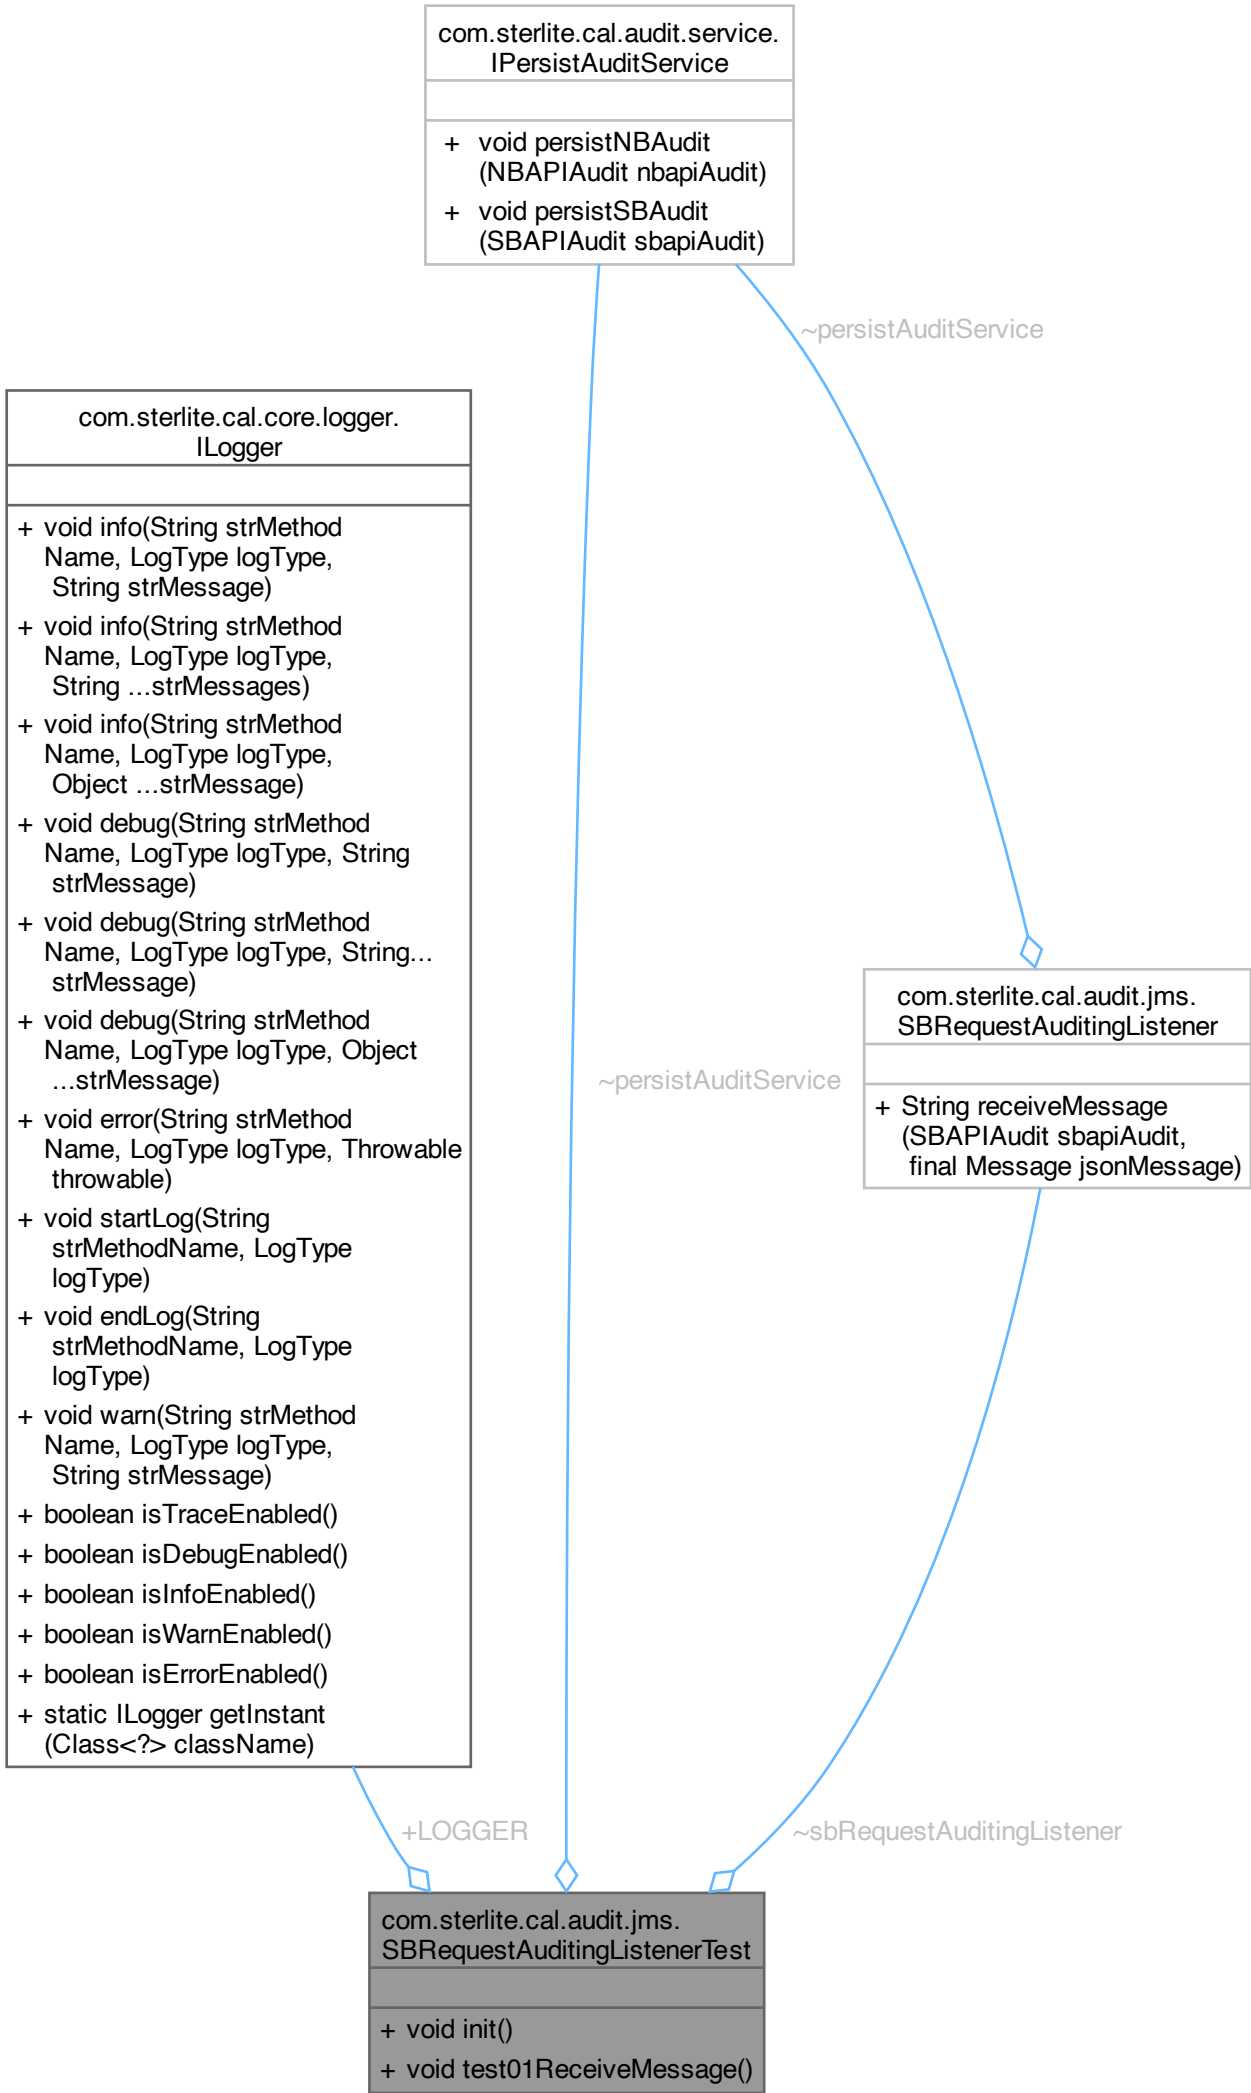 com.sterlite.cal.audit.service.
IPersistAuditService
+ void persistNBAudit
(NBAPIAudit nbapiAudit)
+ void persistSBAudit
(SBAPIAudit sbapiAudit)
~persistAuditService
com.sterlite.cal.core.logger.
ILogger
+ void info(String strMethod
Name, LogType logType,
String strMessage)
+ void info(String strMethod
Name, LogType logType,
String ...strMessages)
+ void info(String strMethod
Name, LogType logType,
Object ...strMessage)
+ void debug(String strMethod
Name, LogType logType, String
strMessage)
+ void debug(String strMethod
Name, LogType logType, String...
strMessage)
+ void debug(String strMethod
Name, LogType logType, Object
...strMessage)
+ void error(String strMethod
Name, LogType logType, Throwable
throwable)
+ void startLog(String
strMethodName, LogType
logType)
+ void endLog(String
strMethodName, LogType
logType)
+ void warn(String strMethod
Name, LogType logType,
String strMessage)
+ boolean isTraceEnabled()
+ boolean isDebugEnabled()
+ boolean isInfoEnabled()
+ boolean isWarnEnabled()
+ boolean isErrorEnabled()
+ static ILogger getInstant
(Class<?> className)
~persistAuditService
com.sterlite.cal.audit.jms.
SBRequestAuditingListener
+ String receiveMessage
(SBAPIAudit sbapiAudit,
final Message jsonMessage)
+LOGGER
~sbRequestAuditingListener
com.sterlite.cal.audit.jms.
SBRequestAuditingListenerTest
+ void init()
+ void test01ReceiveMessage()